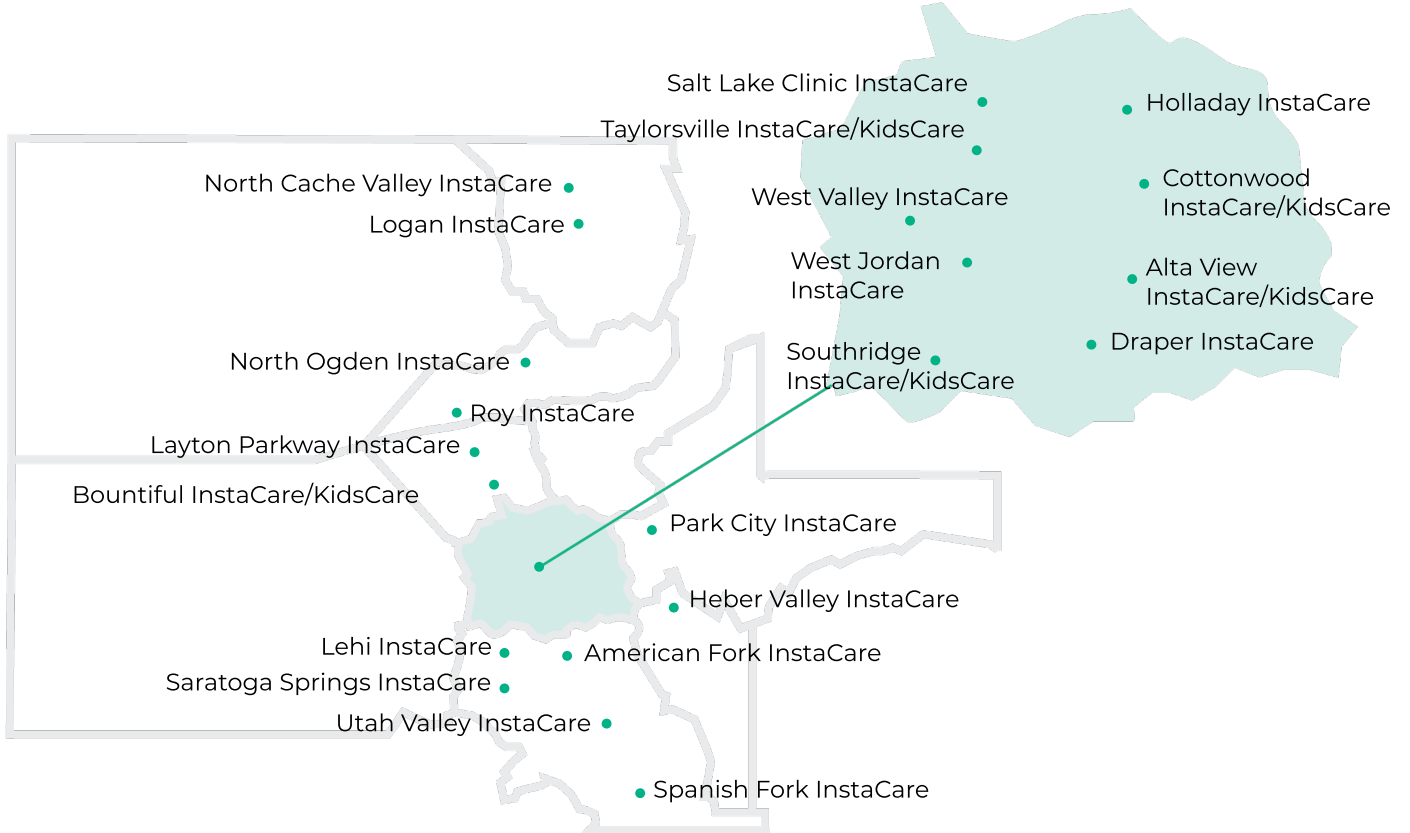 Salt Lake Clinic InstaCare
Holladay InstaCare
Taylorsville InstaCare/KidsCare
North Cache Valley InstaCare
Cottonwood
InstaCare/KidsCare
West Valley InstaCare
Logan InstaCare
West Jordan
InstaCare
Alta View
InstaCare/KidsCare
Draper InstaCare
Southridge
InstaCare/KidsCare
North Ogden InstaCare
Roy InstaCare
Layton Parkway InstaCare
Bountiful InstaCare/KidsCare
Park City InstaCare
Heber Valley InstaCare
Lehi InstaCare
American Fork InstaCare
Saratoga Springs InstaCare
Utah Valley InstaCare
Spanish Fork InstaCare